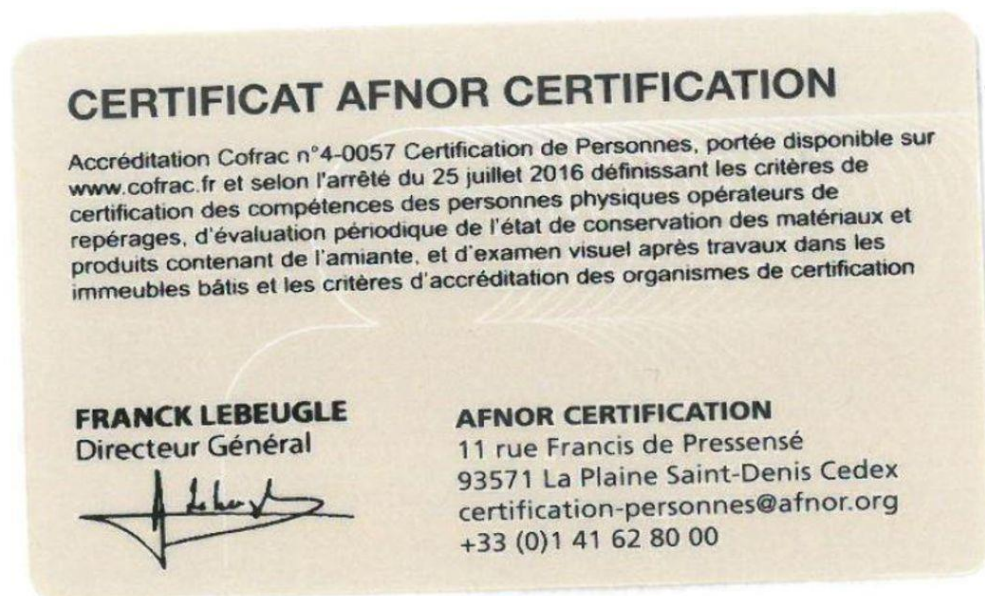 CERTIFICAT AFNOR CERTIFICATION
Accréditation Cofrac n°4-0057 Certification de Personnes, portée disponible sur
www.cofrac.fr et selon l'arrêté du 25 juillet 2016 définissant les critères de
certification des compétences des personnes physiques opérateurs de
repérages, d'évaluation périodique de l'état de conservation des matériaux et
produits contenant de l'amiante, et d'examen visuel après travaux dans les
immeubles bâtis et les critères d'accréditation des organismes de certification
FRANCK LEBEUGLE
Directeur Général
AFNOR CERTIFICATION
11 rue Francis de Pressensé
93571 La Plaine Saint-Denis Cedex
certification-personnes@afnor.org
+33 (0)1 41 62 80 00